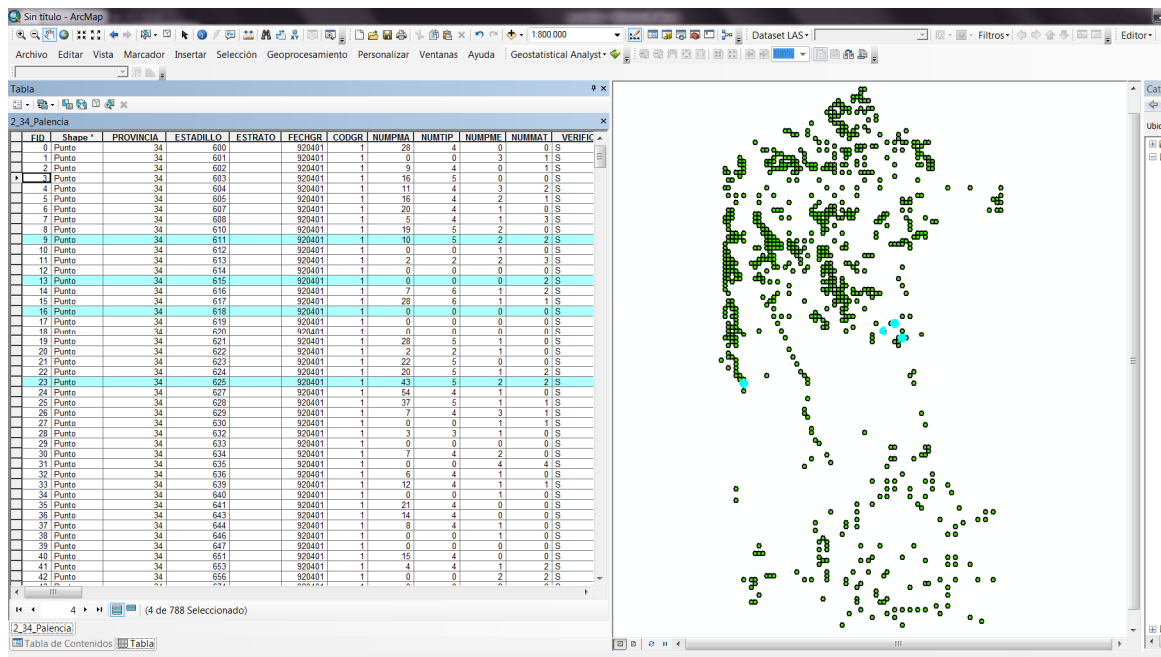 Sin título - ArcMap
1:800.000 Dataset LAS Filtros Editor
Archivo Editar Vista Marcador Insertar Selección Geoprocesamiento Personalizar Ventanas Ayuda Geostatistical Analyst 100%
Tabla
Cat
2_34_Palencia
Ubic
FID Shape * PROVINCIA ESTADILLO ESTRATO FECHGR CODGR NUMPMA NUMTIP NUMPME NUMMAT VERIFIC
0 Punto 34 600 920401 1 28 4 0 0 S
1 Punto 34 601 920401 1 0 0 3 1 S
2 Punto 34 602 920401 1 9 4 0 1 S
3 Punto 34 603 920401 1 16 5 0 0 S
4 Punto 34 604 920401 1 11 4 3 2 S
5 Punto 34 605 920401 1 16 4 2 1 S
6 Punto 34 607 920401 1 20 4 1 0 S
7 Punto 34 608 920401 1 5 4 1 3 S
8 Punto 34 610 920401 1 19 5 2 0 S
9 Punto 34 611 920401 1 10 5 2 2 S
10 Punto 34 612 920401 1 0 0 1 0 S
11 Punto 34 613 920401 1 2 2 2 3 S
12 Punto 34 614 920401 1 0 0 0 0 S
13 Punto 34 615 920401 1 0 0 0 2 S
14 Punto 34 616 920401 1 7 6 1 2 S
15 Punto 34 617 920401 1 28 6 1 1 S
16 Punto 34 618 920401 1 0 0 0 0 S
17 Punto 34 619 920401 1 0 0 0 0 S
18 Punto 34 620 920401 1 0 0 0 0 S
19 Punto 34 621 920401 1 28 5 1 0 S
20 Punto 34 622 920401 1 2 2 1 0 S
21 Punto 34 623 920401 1 22 5 0 0 S
22 Punto 34 624 920401 1 20 5 1 2 S
23 Punto 34 625 920401 1 43 5 2 2 S
24 Punto 34 627 920401 1 54 4 1 0 S
25 Punto 34 628 920401 1 37 5 1 1 S
26 Punto 34 629 920401 1 7 4 3 1 S
27 Punto 34 630 920401 1 0 0 1 1 S
28 Punto 34 632 920401 1 3 3 1 0 S
29 Punto 34 633 920401 1 0 0 0 0 S
30 Punto 34 634 920401 1 7 4 2 0 S
31 Punto 34 635 920401 1 0 0 4 4 S
32 Punto 34 636 920401 1 6 4 1 0 S
33 Punto 34 639 920401 1 12 4 1 1 S
34 Punto 34 640 920401 1 0 0 1 0 S
35 Punto 34 641 920401 1 21 4 0 0 S
36 Punto 34 643 920401 1 14 4 0 0 S
37 Punto 34 644 920401 1 8 4 1 0 S
38 Punto 34 646 920401 1 0 0 1 0 S
39 Punto 34 647 920401 1 0 0 0 0 S
40 Punto 34 651 920401 1 15 4 0 0 S
41 Punto 34 653 920401 1 4 4 1 2 S
42 Punto 34 656 920401 1 0 0 2 2 S
4 (4 de 788 Seleccionado)
2_34_Palencia
Tabla de Contenidos Tabla